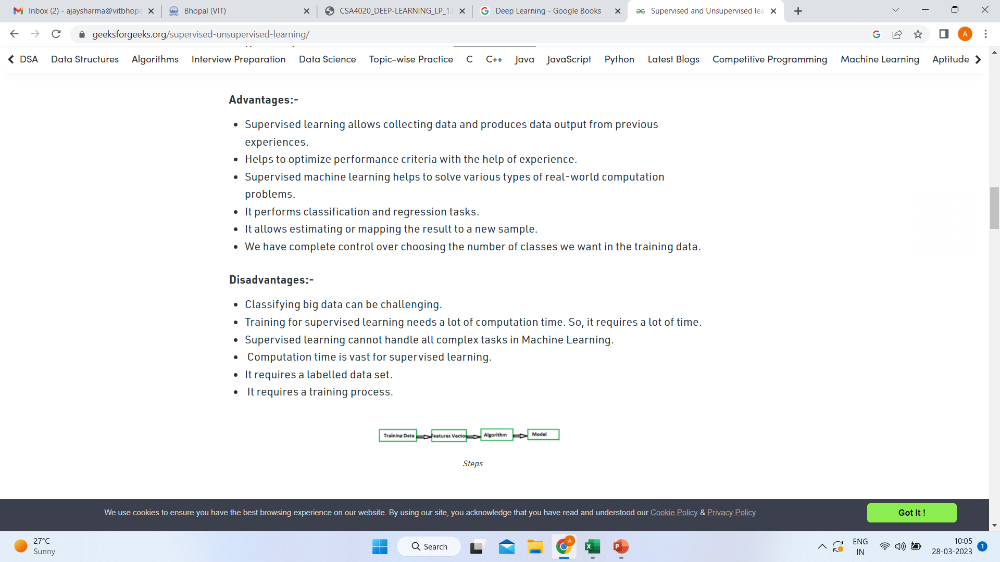 Inbox (2) - ajaysharma@vitbhopa
Bhopal (VIT)
CSA4020_DEEP-LEARNING_LP_1.0
Deep Learning - Google Books
Supervised and Unsupervised lea
geeksforgeeks.org/supervised-unsupervised-learning/
A
DSA Data Structures Algorithms Interview Preparation Data Science Topic-wise Practice C C++ Java JavaScript Python Latest Blogs Competitive Programming Machine Learning Aptitude
Advantages:-
• Supervised learning allows collecting data and produces data output from previous
experiences.
• Helps to optimize performance criteria with the help of experience.
• Supervised machine learning helps to solve various types of real-world computation
problems.
• It performs classification and regression tasks.
• It allows estimating or mapping the result to a new sample.
• We have complete control over choosing the number of classes we want in the training data.
Disadvantages:-
• Classifying big data can be challenging.
• Training for supervised learning needs a lot of computation time. So, it requires a lot of time.
• Supervised learning cannot handle all complex tasks in Machine Learning.
• Computation time is vast for supervised learning.
• It requires a labelled data set.
• It requires a training process.
Training Data Features Vector Algorithm Model
Steps
We use cookies to ensure you have the best browsing experience on our website. By using our site, you acknowledge that you have read and understood our Cookie Policy & Privacy Policy
Got It !
27°C
Sunny
Search
A
ENG
IN
10:05
28-03-2023
1